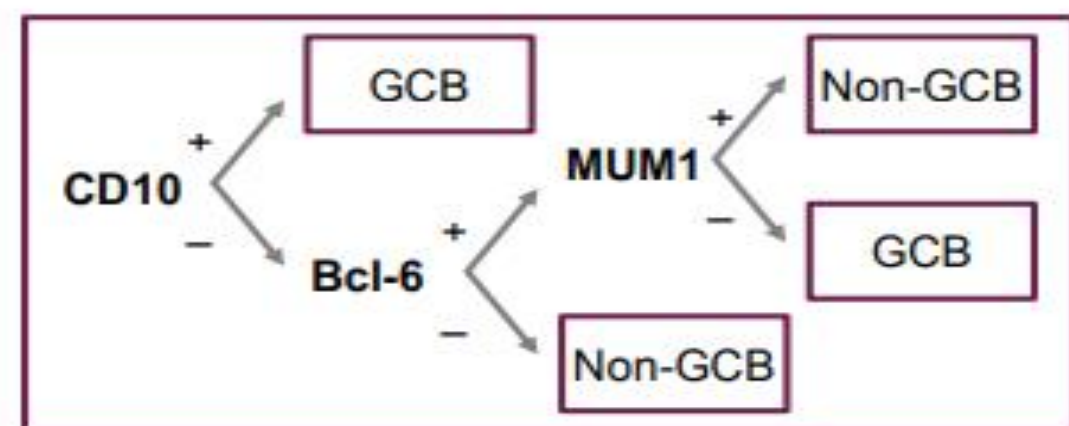 GCB
Non-GCB
+
+
CD10
MUM1
–
–
+
GCB
Bcl-6
–
Non-GCB